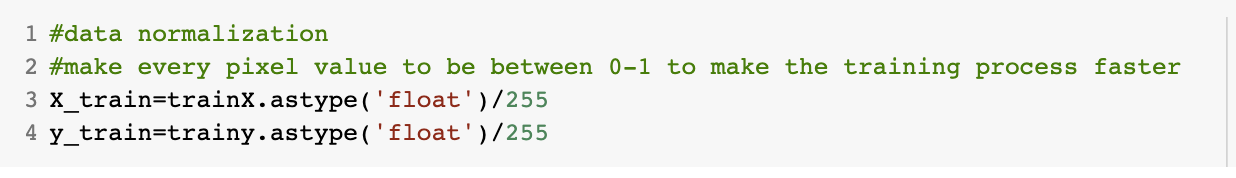 1 #data normalization
2 #make every pixel value to be between 0-1 to make the training process faster
3 X_train=trainX.astype('float')/255
4 y_train=trainy.astype('float')/255